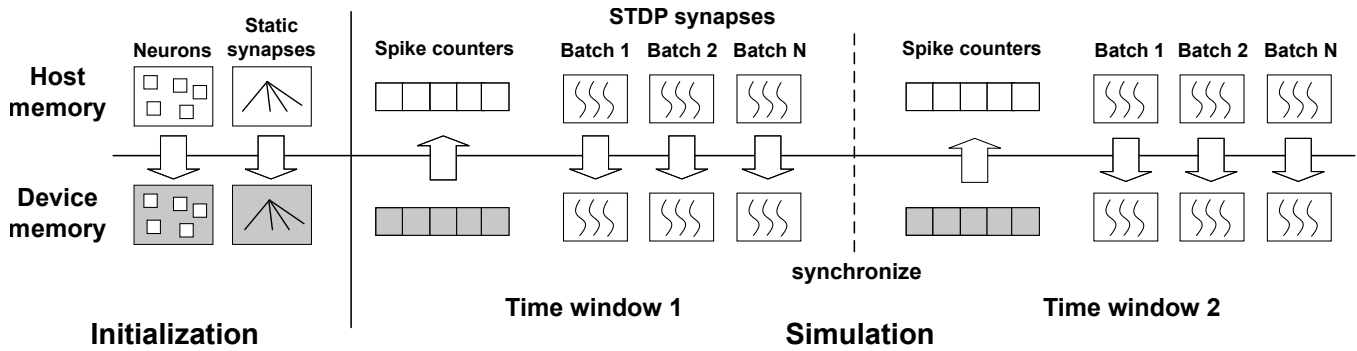 STDP synapses
Static
synapses
Neurons
Spike counters
Batch 1
Batch 2
Batch N
Spike counters
Batch 1
Batch 2
Batch N
Host
memory
Device
memory
synchronize
Time window 1
Time window 2
Initialization
Simulation